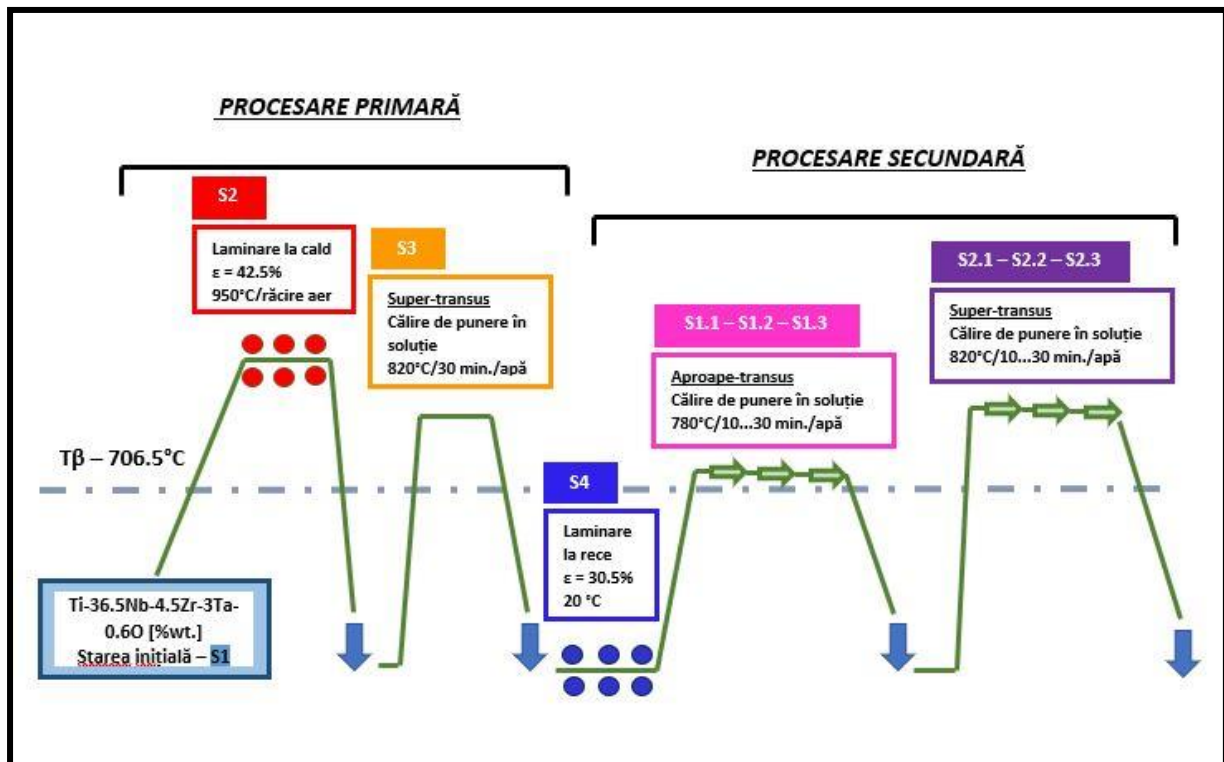 PROCESARE PRIMARĂ
PROCESARE SECUNDARĂ
S2
Laminare la cald
ε = 42.5%
950°C/răcire aer
S3
Super-transus
Călire de punere în
soluție
820°C/30 min./apă
S2.1 – S2.2 – S2.3
Super-transus
Călire de punere în soluție
820°C/10...30 min./apă
S1.1 – S1.2 – S1.3
Aproape-transus
Călire de punere în soluție
780°C/10...30 min./apă
Tβ – 706.5°C
S4
Laminare
la rece
ε = 30.5%
20 °C
Ti-36.5Nb-4.5Zr-3Ta-
0.6O [%wt.]
Starea inițială – S1